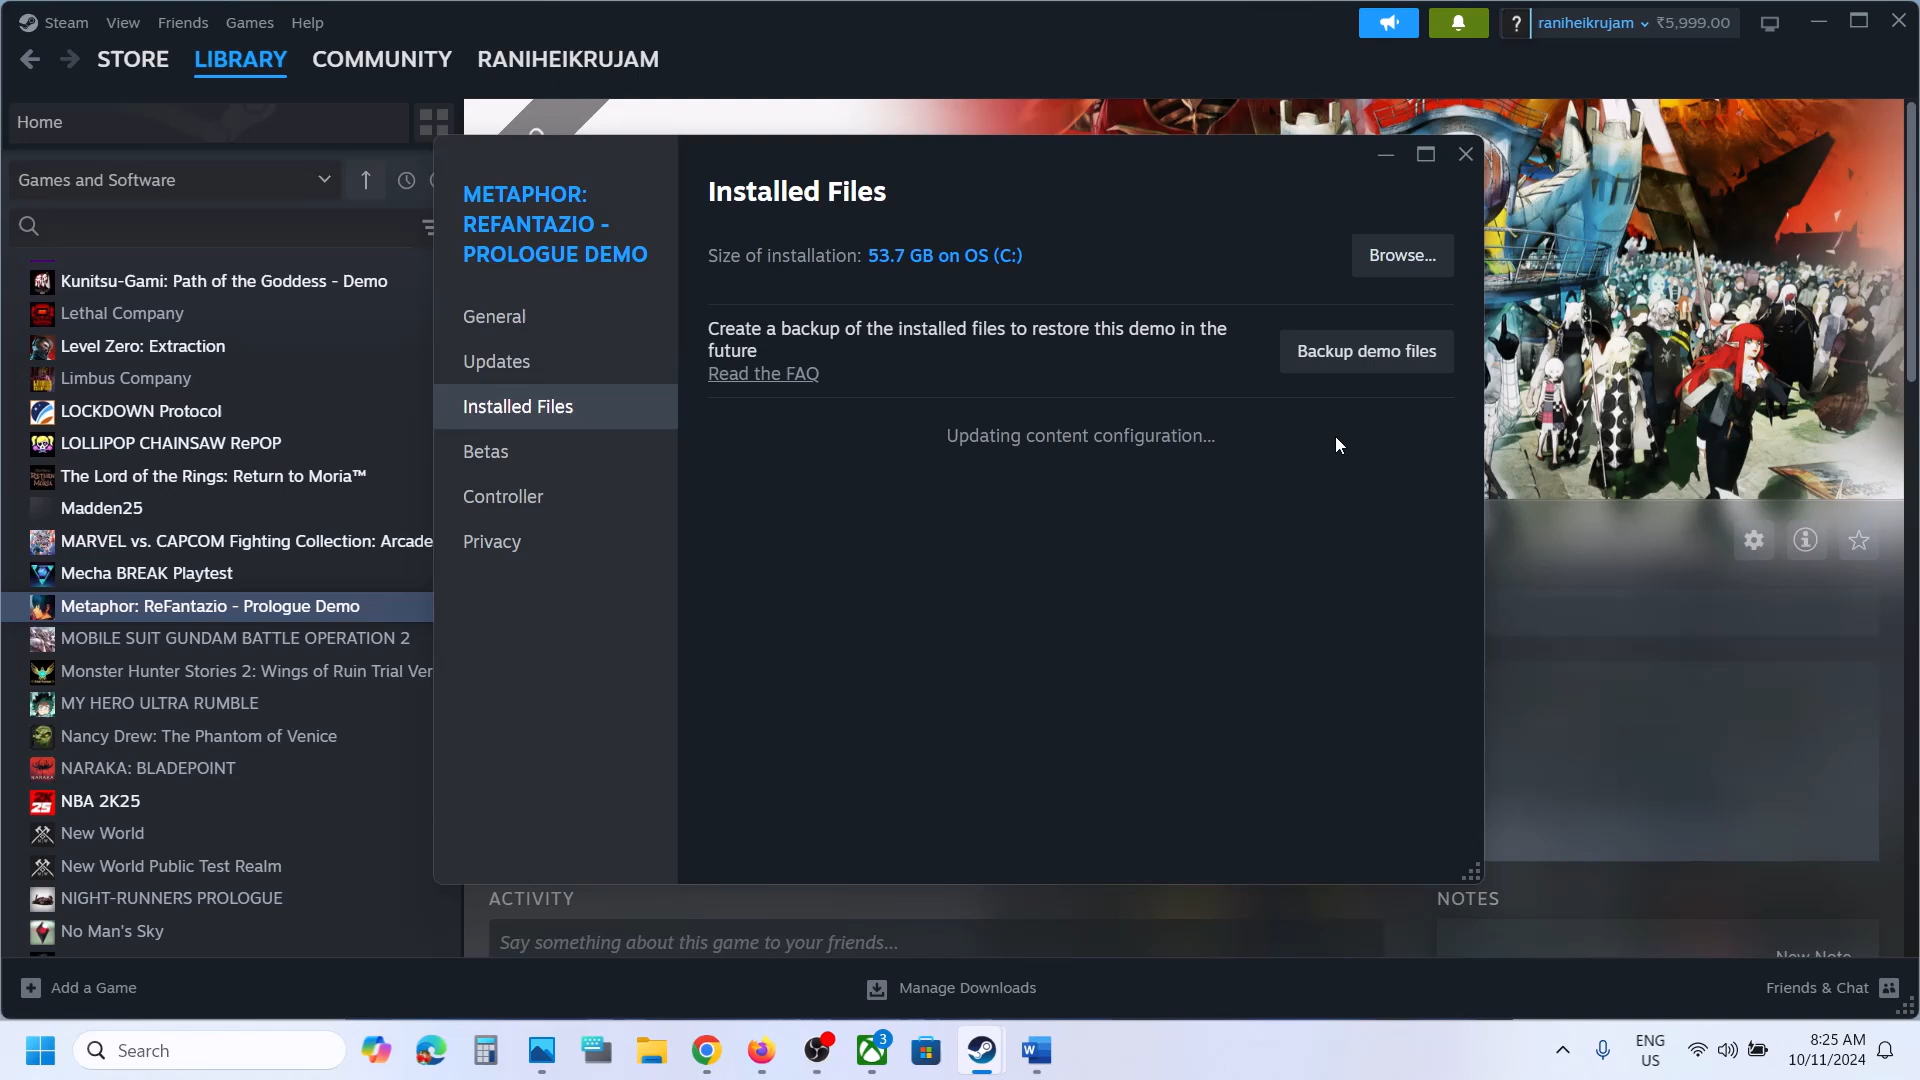 Steam View Friends Games Help
? raniheikrujam ₹5,999.00
STORE LIBRARY COMMUNITY RANIHEIKRUJAM
Home
Games and Software
Kunitsu-Gami: Path of the Goddess - Demo
Lethal Company
Level Zero: Extraction
Limbus Company
LOCKDOWN Protocol
LOLLIPOP CHAINSAW RePOP
The Lord of the Rings: Return to Moria™
Madden25
MARVEL vs. CAPCOM Fighting Collection: Arcade
Mecha BREAK Playtest
Metaphor: ReFantazio - Prologue Demo
MOBILE SUIT GUNDAM BATTLE OPERATION 2
Monster Hunter Stories 2: Wings of Ruin Trial Ver
MY HERO ULTRA RUMBLE
Nancy Drew: The Phantom of Venice
NARAKA: BLADEPOINT
NBA 2K25
New World
New World Public Test Realm
NIGHT-RUNNERS PROLOGUE
No Man's Sky
METAPHOR:
REFANTAZIO -
PROLOGUE DEMO
General
Updates
Installed Files
Betas
Controller
Privacy
Installed Files
Size of installation: 53.7 GB on OS (C:)
Browse...
Create a backup of the installed files to restore this demo in the
future
Read the FAQ
Backup demo files
Updating content configuration...
ACTIVITY
Say something about this game to your friends...
NOTES
New Note
Add a Game
Manage Downloads
Friends & Chat
Search
3
ENG
US
8:25 AM
10/11/2024